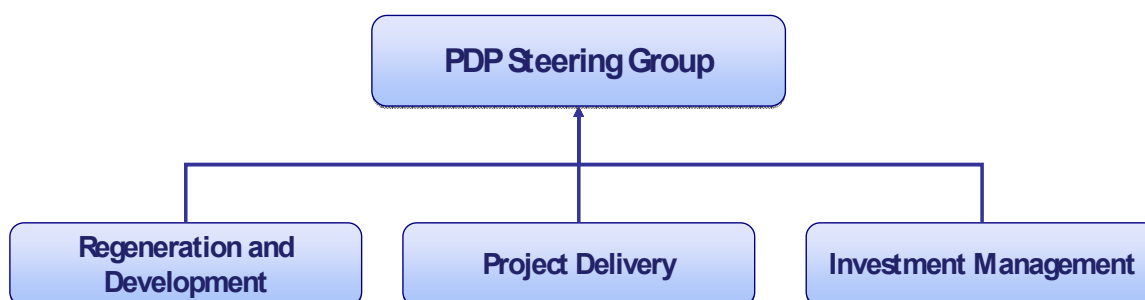 PDP Steering Group
Regeneration and
Development
Project Delivery
Investment Management